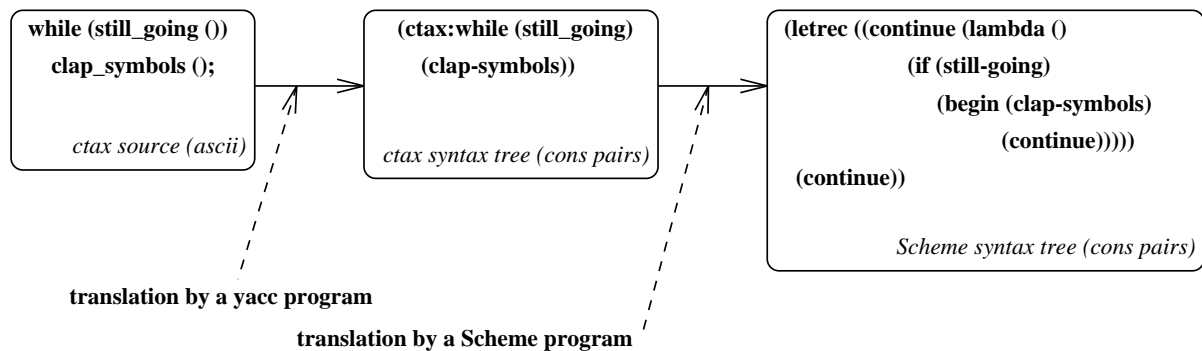 while (still_going ())
clap_symbols ();
ctax source (ascii)
(ctax:while (still_going)
(clap-symbols))
ctax syntax tree (cons pairs)
(letrec ((continue (lambda ()
(if (still-going)
(begin (clap-symbols)
(continue)))))
(continue))
Scheme syntax tree (cons pairs)
translation by a yacc program
translation by a Scheme program